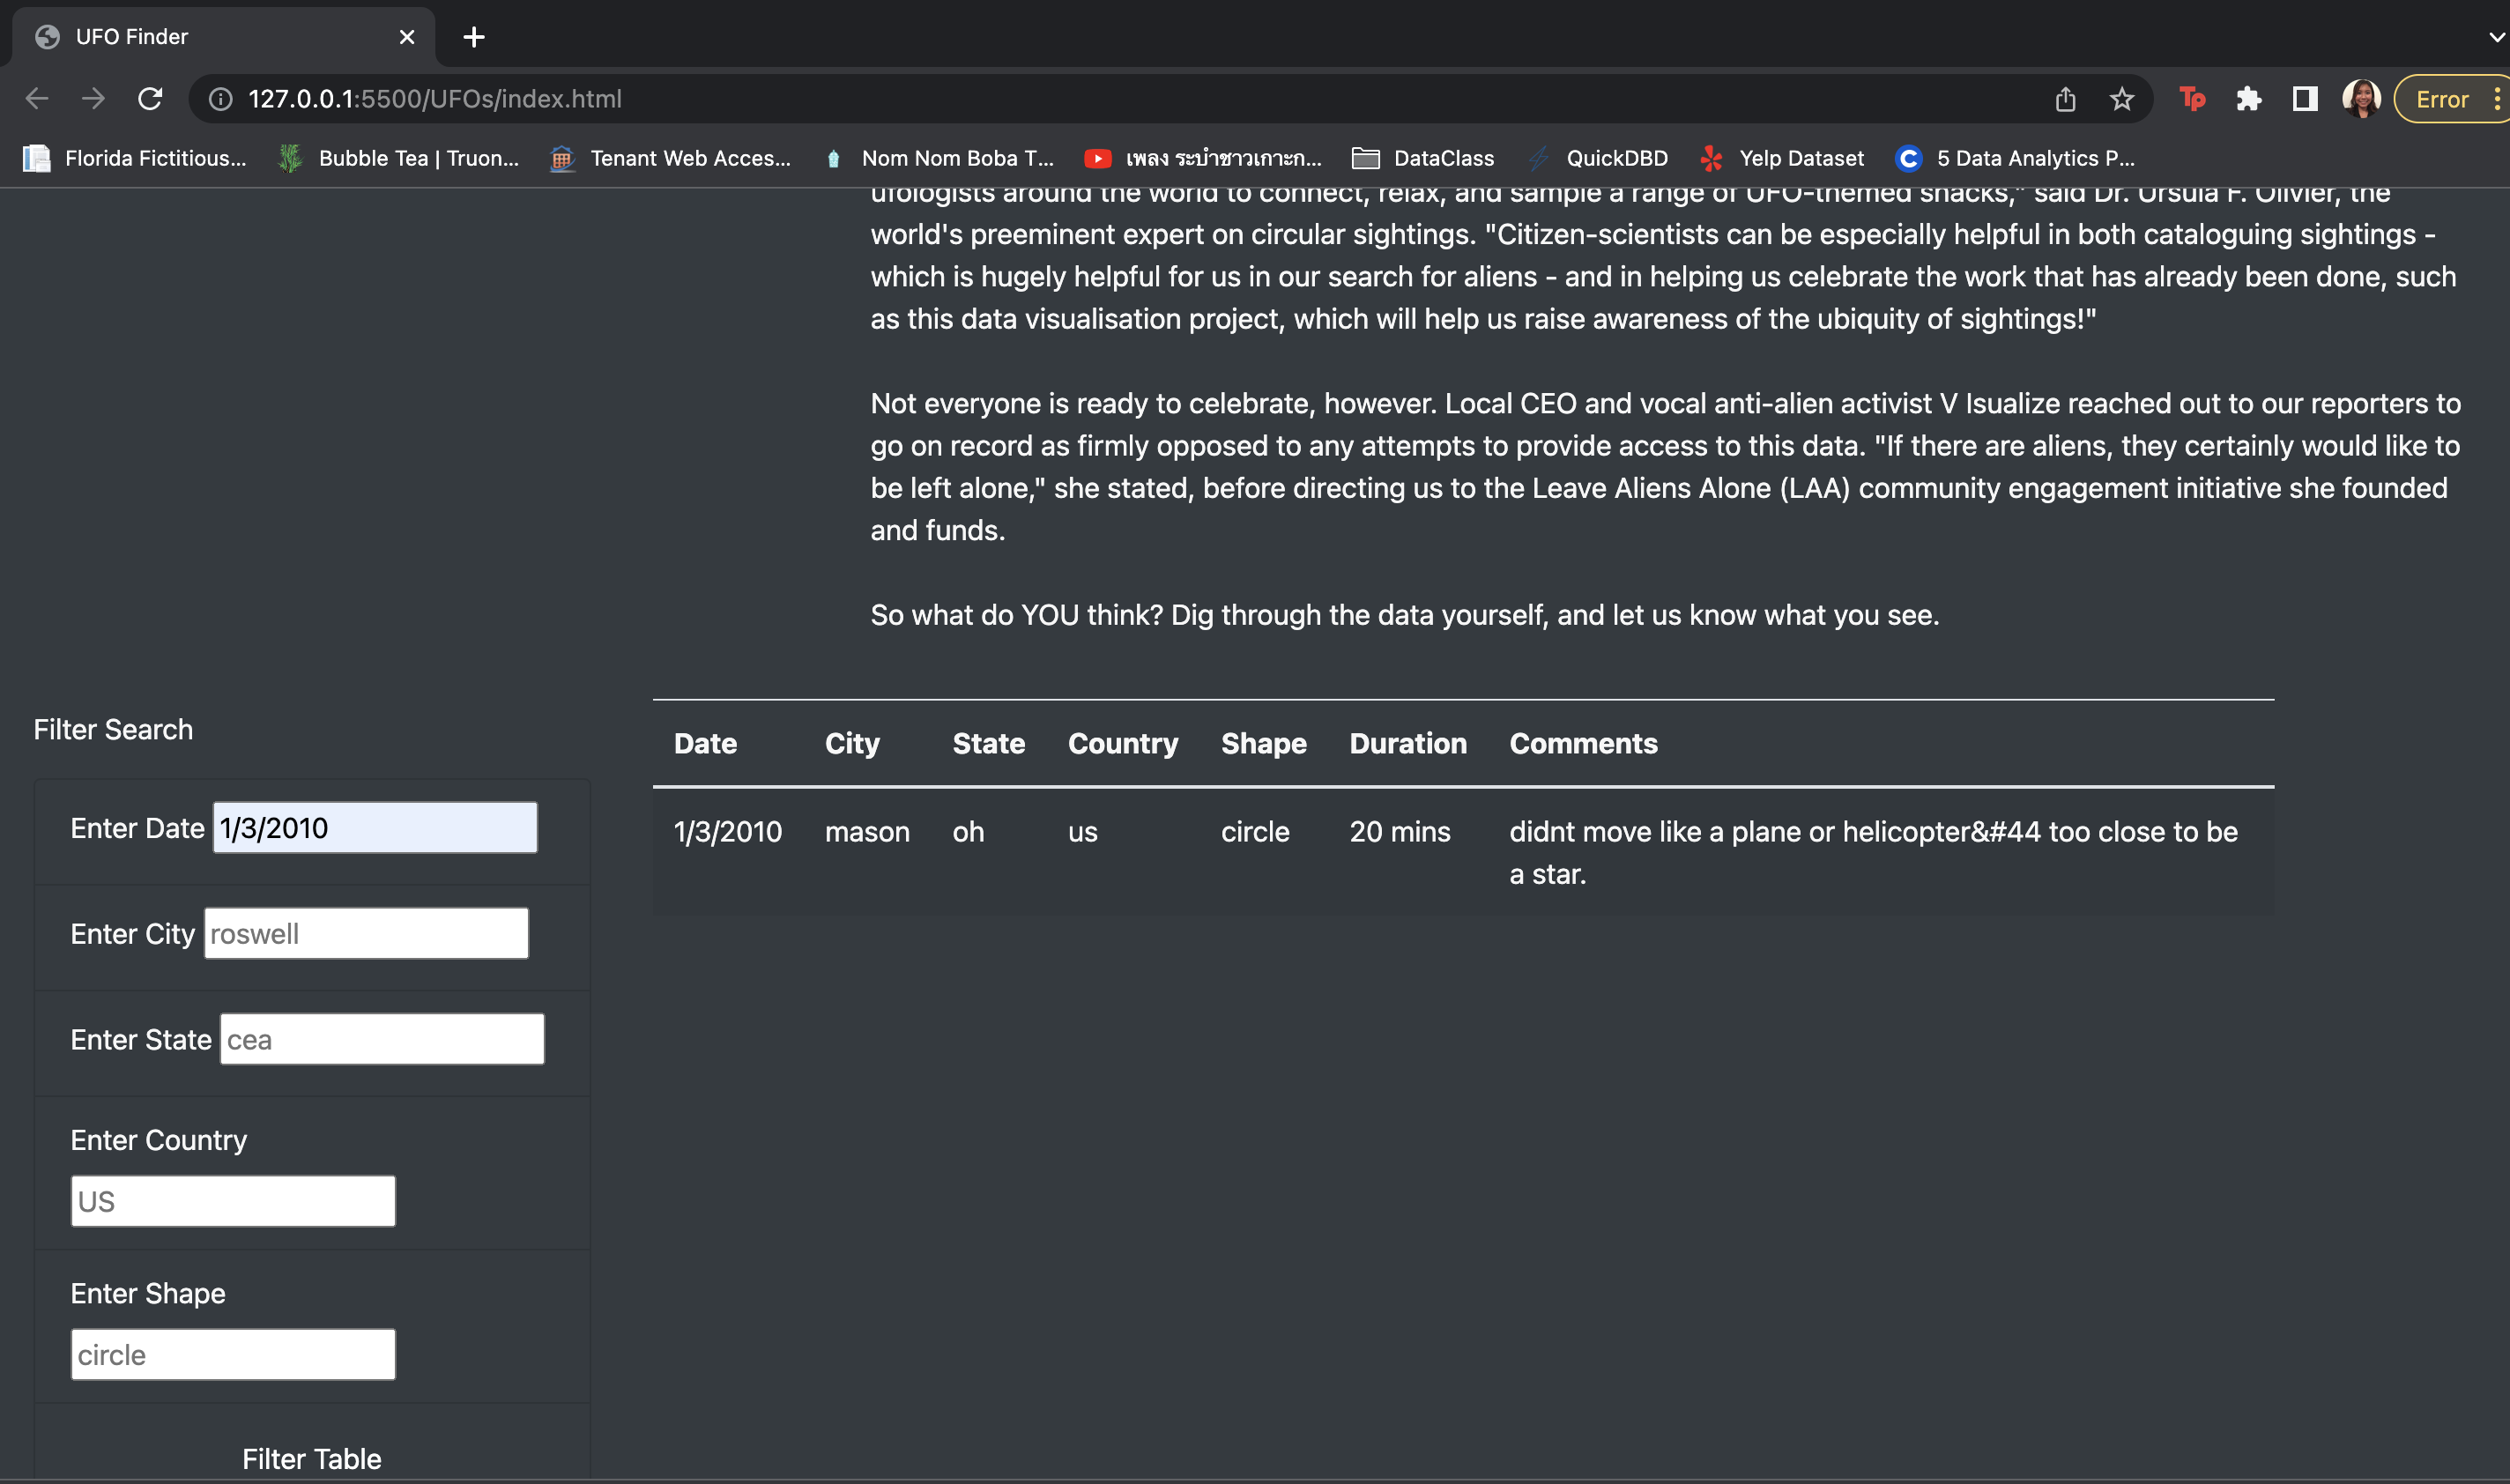 UFO Finder
127.0.0.1:5500/UFOs/index.html
Tp
Error
Florida Fictitious...
Bubble Tea | Truon...
Tenant Web Acces...
Nom Nom Boba T...
เพลง ระบำชาวเกาะก...
DataClass
QuickDBD
Yelp Dataset
C
5 Data Analytics P...
ufologists around the world to connect, relax, and sample a range of UFO-themed snacks," said Dr. Ursula F. Olivier, the
world's preeminent expert on circular sightings. "Citizen-scientists can be especially helpful in both cataloguing sightings -
which is hugely helpful for us in our search for aliens - and in helping us celebrate the work that has already been done, such
as this data visualisation project, which will help us raise awareness of the ubiquity of sightings!"
Not everyone is ready to celebrate, however. Local CEO and vocal anti-alien activist V Isualize reached out to our reporters to
go on record as firmly opposed to any attempts to provide access to this data. "If there are aliens, they certainly would like to
be left alone," she stated, before directing us to the Leave Aliens Alone (LAA) community engagement initiative she founded
and funds.
So what do YOU think? Dig through the data yourself, and let us know what you see.
Filter Search
Enter Date 1/3/2010
Enter City roswell
Enter State cea
Enter Country
US
Enter Shape
circle
Filter Table
Date City State Country Shape Duration Comments
1/3/2010 mason oh us circle 20 mins didnt move like a plane or helicopter&#44 too close to be
a star.